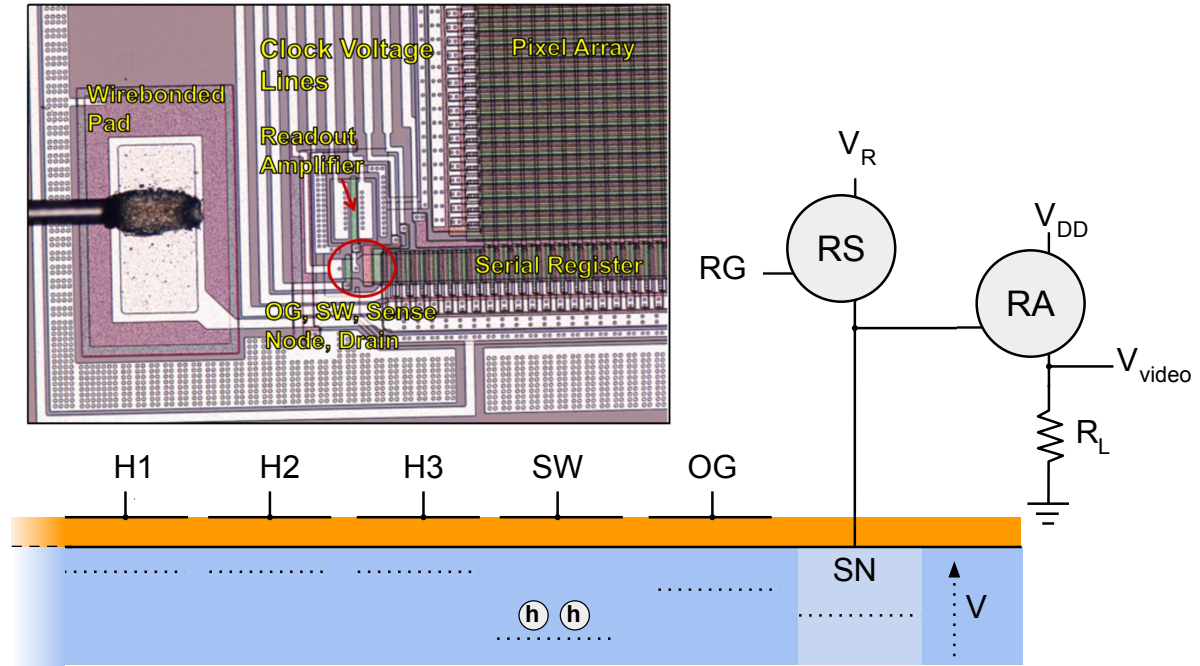 Clock Voltage
Lines
Pixel Array
Wirebonded
Pad
Readout
Amplifier
Serial Register
OG, SW, Sense
Node, Drain
V_R
RS
RG
V_DD
RA
V_video
R_L
H1
H2
H3
SW
OG
SN
h h
V